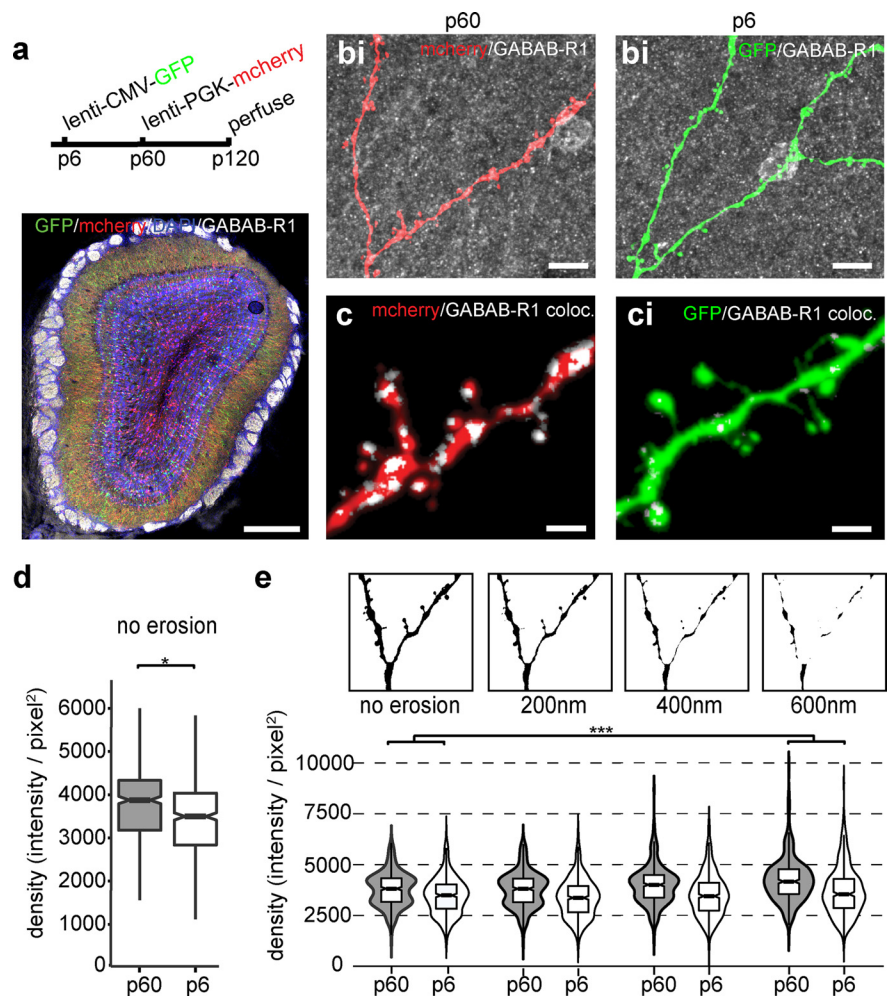 a
lenti-CMV-GFP
lenti-PGK-mcherry
perfuse
p6 p60 p120
GFP/mcherry/DAPI/GABAB-R1
p60
bi
mcherry/GABAB-R1
p6
bi
GFP/GABAB-R1
c
mcherry/GABAB-R1 coloc.
ci
GFP/GABAB-R1 coloc.
d
no erosion
*
density (intensity / pixel²)
6000
5000
4000
3000
2000
1000
0
p60 p6
e
no erosion 200nm 400nm 600nm
***
density (intensity / pixel²)
10000
7500
5000
2500
0
p60 p6 p60 p6 p60 p6 p60 p6